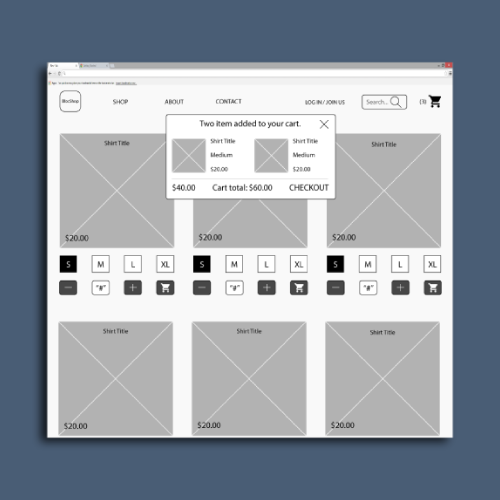 BlocShop
SHOP
ABOUT
CONTACT
LOG IN / JOIN US
Search...
(3)
Two item added to your cart.
Shirt Title
Medium
$20.00
Shirt Title
Medium
$20.00
$40.00
Cart total: $60.00
CHECKOUT
Shirt Title
$20.00
$20.00
Shirt Title
$20.00
S
M
L
XL
S
M
L
XL
S
M
L
XL
"#"
"#"
"#"
Shirt Title
$20.00
Shirt Title
$20.00
Shirt Title
$20.00